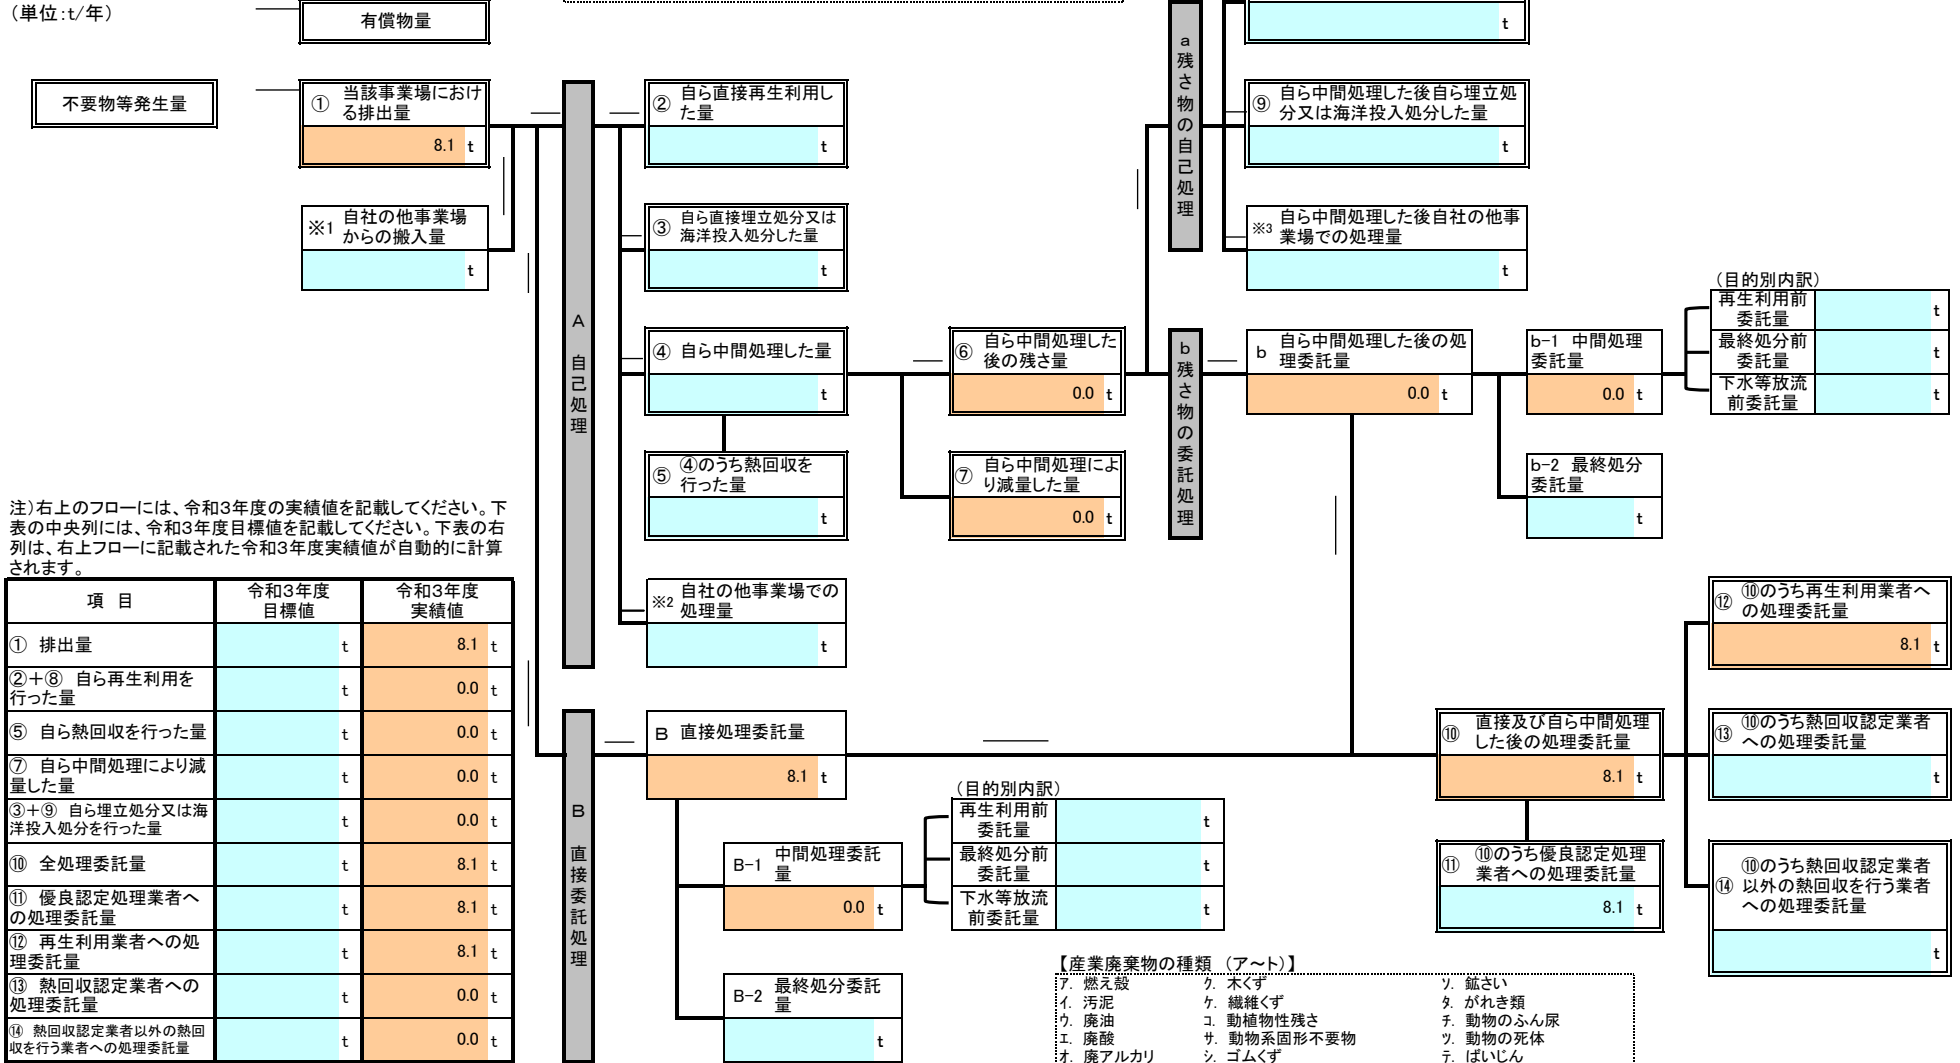 （単位：t/年）
有償物量
t
不要物等発生量
① 当該事業場におけ
る排出量
8.1 t
※1 自社の他事業場
からの搬入量
t
A 自己処理
② 自ら直接再生利用し
た量
t
③ 自ら直接埋立処分又は
海洋投入処分した量
t
④ 自ら中間処理した量
t
⑤ ④のうち熱回収を
行った量
t
※2 自社の他事業場での
処理量
t
⑥ 自ら中間処理した
後の残さ量
0.0 t
⑦ 自ら中間処理によ
り減量した量
0.0 t
a 残さ物の自己処理
⑨ 自ら中間処理した後自ら埋立処
分又は海洋投入処分した量
t
※3 自ら中間処理した後自社の他事
業場での処理量
t
b 残さ物の委託処理
b 自ら中間処理した後の処
理委託量
0.0 t
b-1 中間処理
委託量
0.0 t
（目的別内訳）
再生利用前
委託量
t
最終処分前
委託量
t
下水等放流
前委託量
t
b-2 最終処分
委託量
t
注）右上のフローには、令和3年度の実績値を記載してください。下
表の中央列には、令和3年度目標値を記載してください。下表の右
列は、右上フローに記載された令和3年度実績値が自動的に計算
されます。
項 目
令和3年度
目標値
令和3年度
実績値
① 排出量
t 8.1 t
②＋⑧ 自ら再生利用を
行った量
t 0.0 t
⑤ 自ら熱回収を行った量
t 0.0 t
⑦ 自ら中間処理により減
量した量
t 0.0 t
③＋⑨ 自ら埋立処分又は海
洋投入処分を行った量
t 0.0 t
⑩ 全処理委託量
t 8.1 t
⑪ 優良認定処理業者へ
の処理委託量
t 8.1 t
⑫ 再生利用業者への処
理委託量
t 8.1 t
⑬ 熱回収認定業者への
処理委託量
t 0.0 t
⑭ 熱回収認定業者以外の熱回
収を行う業者への処理委託量
t 0.0 t
B 直接委託処理
B 直接処理委託量
8.1 t
B-1 中間処理委託
量
0.0 t
（目的別内訳）
再生利用前
委託量
t
最終処分前
委託量
t
下水等放流
前委託量
t
B-2 最終処分委託
量
t
⑩ 直接及び自ら中間処理
した後の処理委託量
8.1 t
⑪ ⑩のうち優良認定処理
業者への処理委託量
8.1 t
⑫ ⑩のうち再生利用業者へ
の処理委託量
8.1 t
⑬ ⑩のうち熱回収認定業者
への処理委託量
t
⑭ ⑩のうち熱回収認定業者
以外の熱回収を行う業者
への処理委託量
t
【産業廃棄物の種類 （ア～ト）】
ｱ. 燃え殻 ｸ. 木くず ｿ. 鉱さい
ｲ. 汚泥 ｹ. 繊維くず ﾀ. がれき類
ｳ. 廃油 ｺ. 動植物性残さ ﾁ. 動物のふん尿
ｴ. 廃酸 ｻ. 動物系固形不要物 ﾂ. 動物の死体
ｵ. 廃アルカリ ｼ. ゴムくず ﾃ. ばいじん